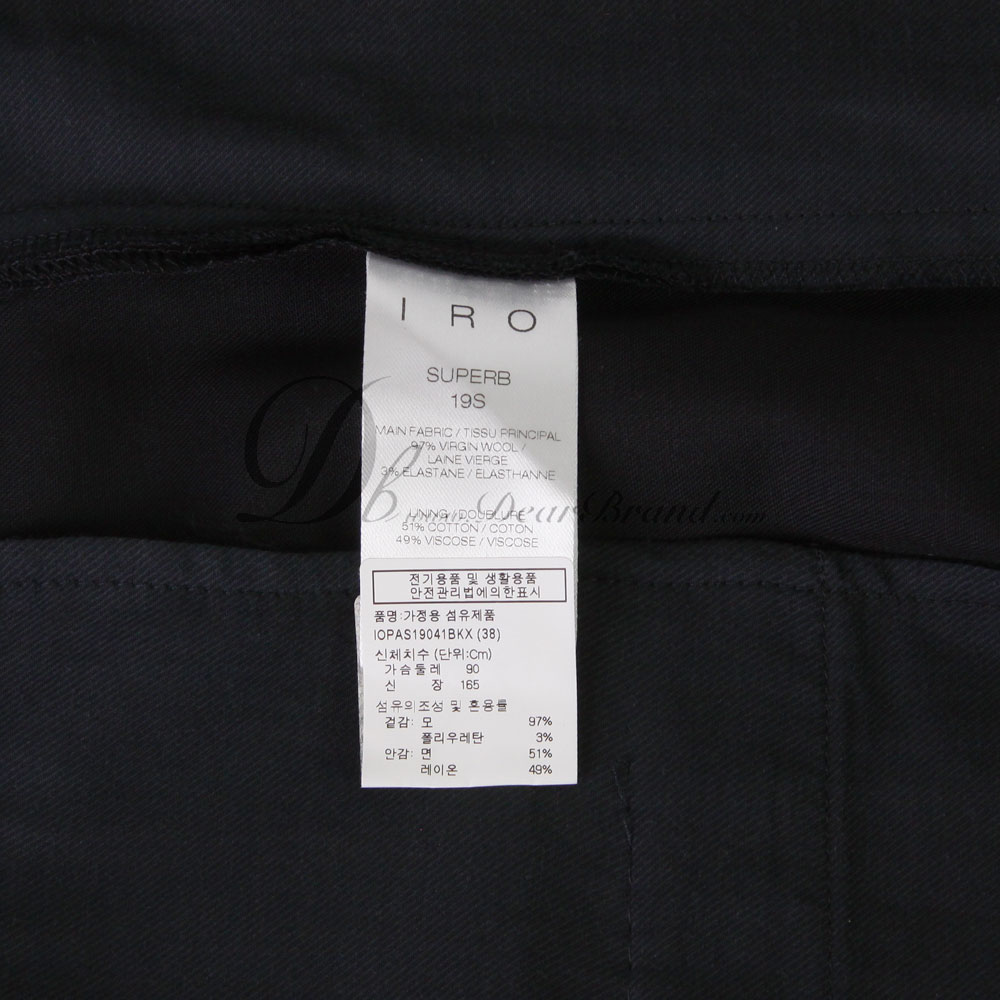 I R O
SUPERB
19S
MAIN FABRIC / TISSU PRINCIPAL
97% VIRGIN WOOL /
LAINE VIERGE
3% ELASTANE / ELASTHANNE
Db www.DearBrand.com
LINING / DOUBLURE
51% COTTON / COTON
49% VISCOSE / VISCOSE
전기용품 및 생활용품
안전관리법에의한표시
품명:가정용 섬유제품
IOPAS19041BKX (38)
신체치수 (단위:Cm)
가슴둘레 90
신 장 165
섬유의조성 및 혼용률
겉감: 모 97%
폴리우레탄 3%
안감: 면 51%
레이온 49%